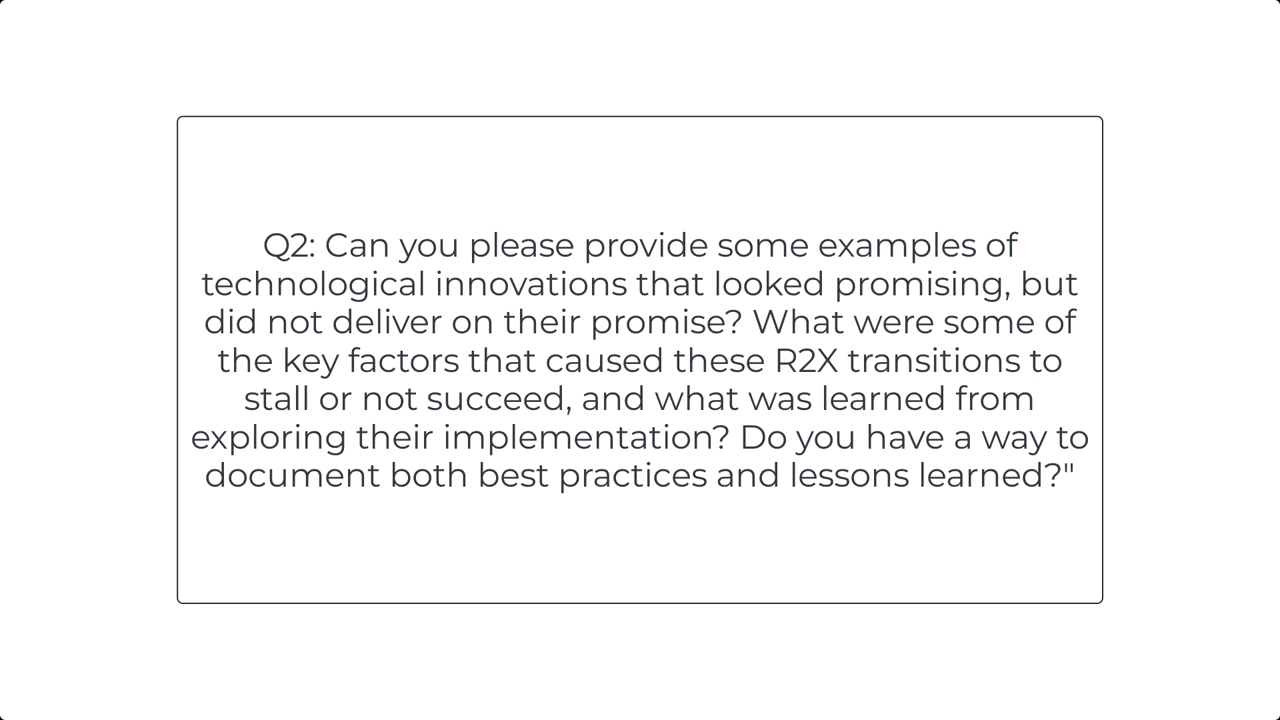 Q2: Can you please provide some examples of
technological innovations that looked promising, but
did not deliver on their promise? What were some of
the key factors that caused these R2X transitions to
stall or not succeed, and what was learned from
exploring their implementation? Do you have a way to
document both best practices and lessons learned?"